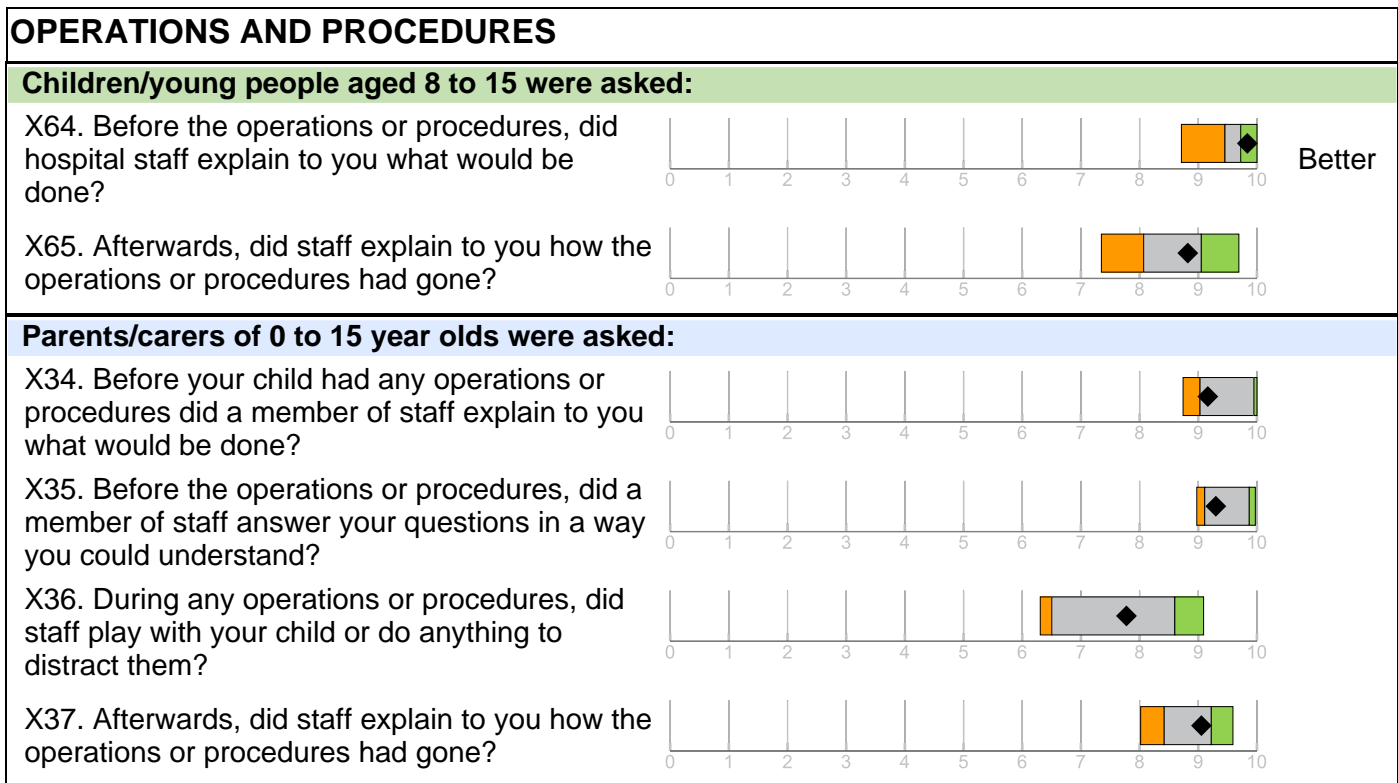 OPERATIONS AND PROCEDURES
Children/young people aged 8 to 15 were asked:
X64. Before the operations or procedures, did
hospital staff explain to you what would be
done?
0 1 2 3 4 5 6 7 8 9 10
Better
X65. Afterwards, did staff explain to you how the
operations or procedures had gone?
0 1 2 3 4 5 6 7 8 9 10
Parents/carers of 0 to 15 year olds were asked:
X34. Before your child had any operations or
procedures did a member of staff explain to you
what would be done?
0 1 2 3 4 5 6 7 8 9 10
X35. Before the operations or procedures, did a
member of staff answer your questions in a way
you could understand?
0 1 2 3 4 5 6 7 8 9 10
X36. During any operations or procedures, did
staff play with your child or do anything to
distract them?
0 1 2 3 4 5 6 7 8 9 10
X37. Afterwards, did staff explain to you how the
operations or procedures had gone?
0 1 2 3 4 5 6 7 8 9 10